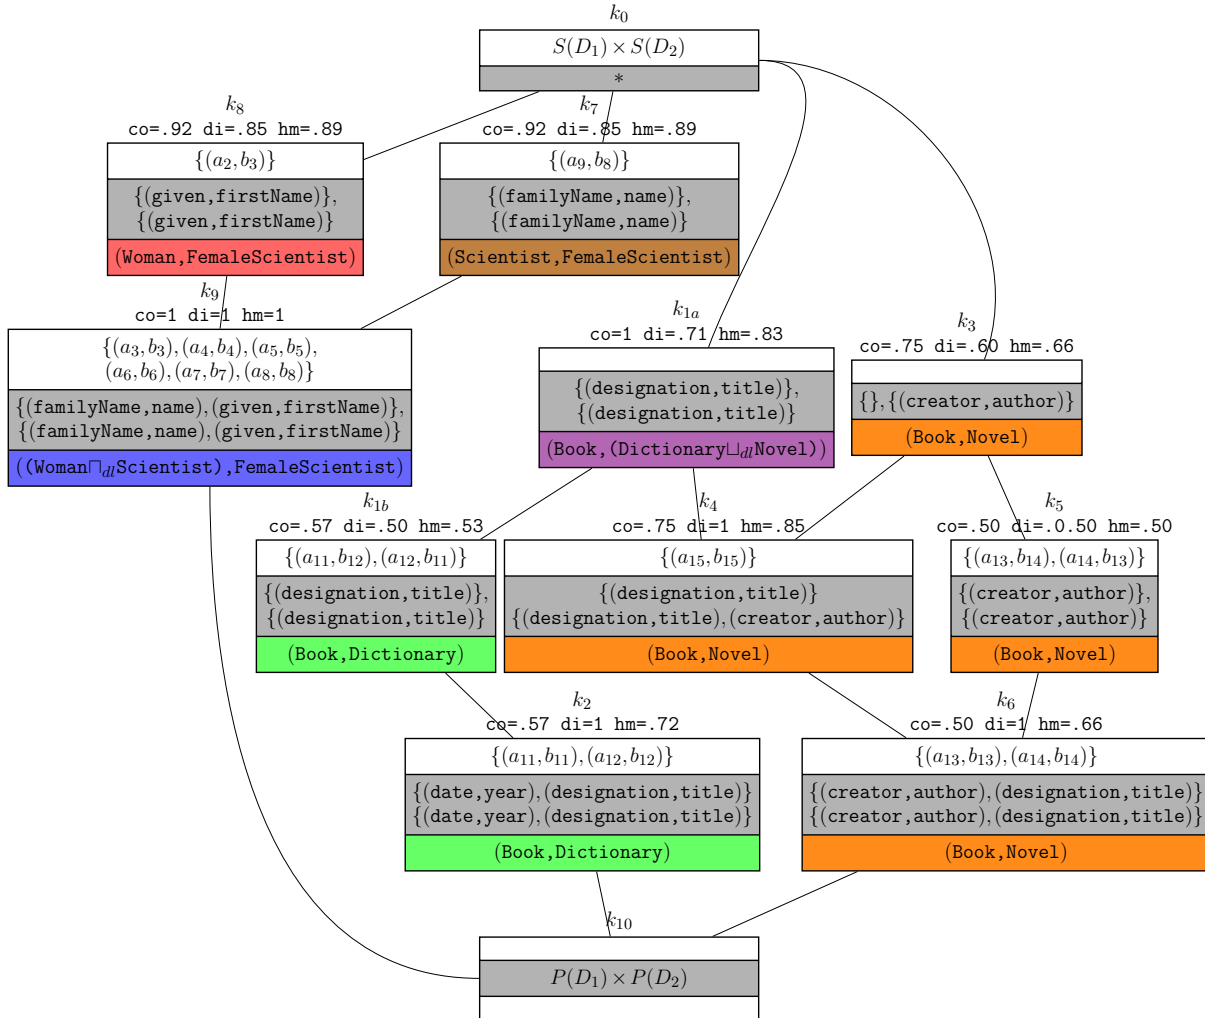 k0
S(D1) × S(D2)
*
k8
co=.92 di=.85 hm=.89
{(a2,b3)}
{(given,firstName)},
{(given,firstName)}
(Woman,FemaleScientist)
k7
co=.92 di=.85 hm=.89
{(a9,b8)}
{(familyName,name)},
{(familyName,name)}
(Scientist,FemaleScientist)
k9
co=1 di=1 hm=1
{(a3,b3),(a4,b4),(a5,b5),
(a6,b6),(a7,b7),(a8,b8)}
{(familyName,name),(given,firstName)},
{(familyName,name),(given,firstName)}
((Woman⊓dlScientist),FemaleScientist)
k1a
co=1 di=.71 hm=.83
{(designation,title)},
{(designation,title)}
(Book,(Dictionary⊔dlNovel))
k3
co=.75 di=.60 hm=.66
{},{(creator,author)}
(Book,Novel)
k1b
co=.57 di=.50 hm=.53
{(a11,b12),(a12,b11)}
{(designation,title)},
{(designation,title)}
(Book,Dictionary)
k4
co=.75 di=1 hm=.85
{(a15,b15)}
{(designation,title)}
{(designation,title),(creator,author)}
(Book,Novel)
k5
co=.50 di=.0.50 hm=.50
{(a13,b14),(a14,b13)}
{(creator,author)},
{(creator,author)}
(Book,Novel)
k2
co=.57 di=1 hm=.72
{(a11,b11),(a12,b12)}
{(date,year),(designation,title)}
{(date,year),(designation,title)}
(Book,Dictionary)
k6
co=.50 di=1 hm=.66
{(a13,b13),(a14,b14)}
{(creator,author),(designation,title)}
{(creator,author),(designation,title)}
(Book,Novel)
k10
P(D1) × P(D2)